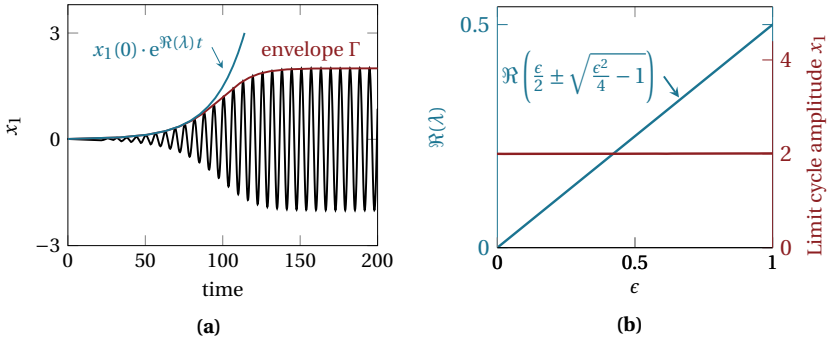 3
x₁(0) · e^{ℜ(λ) t}
envelope Γ
x₁
0
−3
0 50 100 150 200
time
(a)
0.5
ℜ(ϵ/2 ± √(ϵ²/4 − 1))
ℜ(λ)
0
0 0.5 1
ϵ
4
2
0
Limit cycle amplitude x₁
(b)